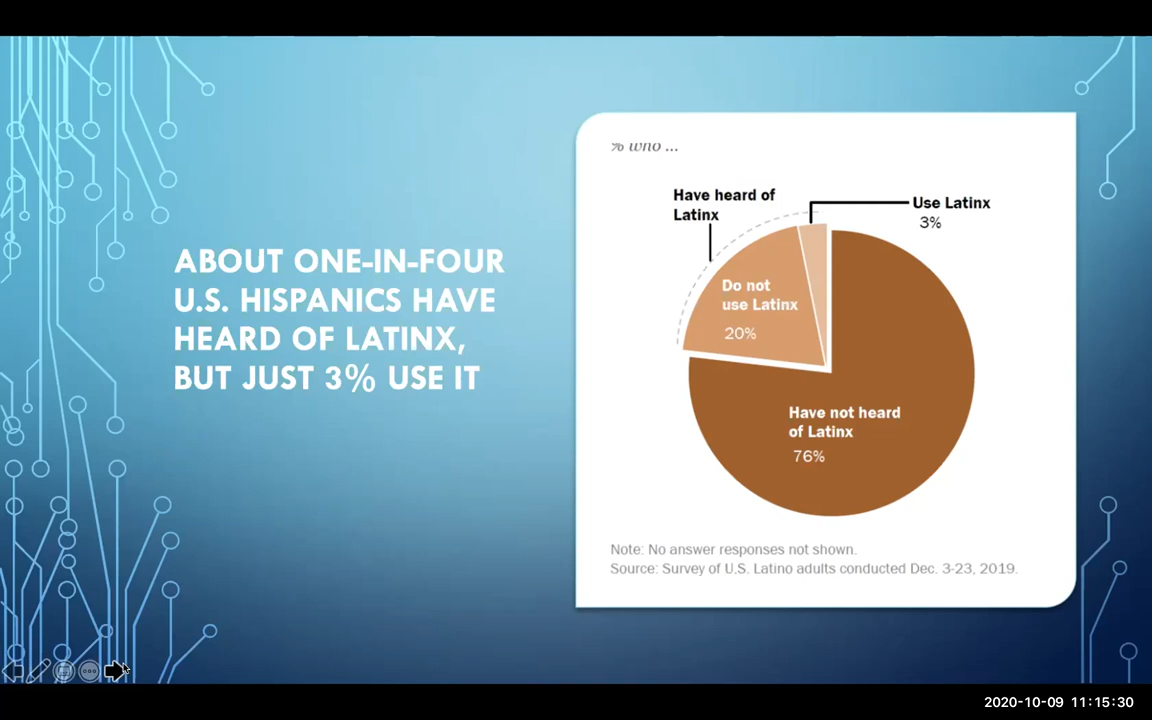 ABOUT ONE-IN-FOUR
U.S. HISPANICS HAVE
HEARD OF LATINX,
BUT JUST 3% USE IT
% who ...
Have heard of
Latinx
Use Latinx
3%
Do not
use Latinx
20%
Have not heard
of Latinx
76%
Note: No answer responses not shown.
Source: Survey of U.S. Latino adults conducted Dec. 3-23, 2019.
2020-10-09 11:15:30